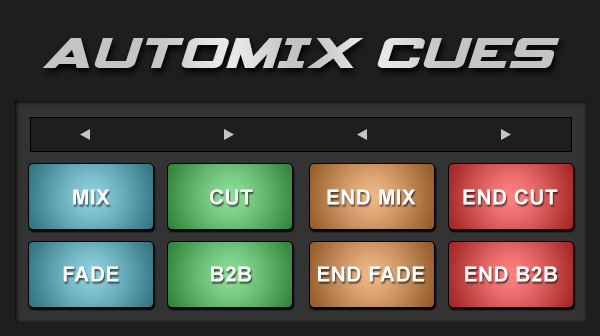 AUTOMIX CUES
MIX CUT END MIX END CUT
FADE B2B END FADE END B2B